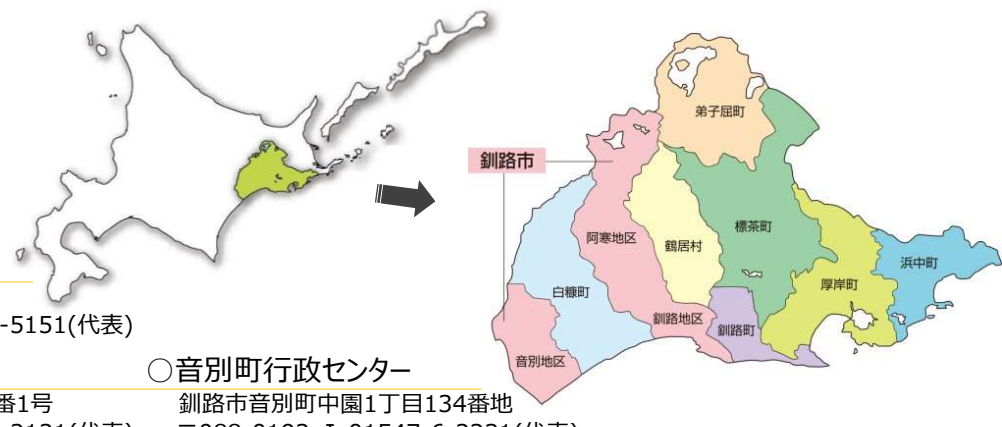 弟子屈町
釧路市
標茶町
阿寒地区
鶴居村
浜中町
厚岸町
白糠町
釧路地区
釧路町
音別地区
-5151(代表)
○音別町行政センター
番1号
釧路市音別町中園1丁目134番地